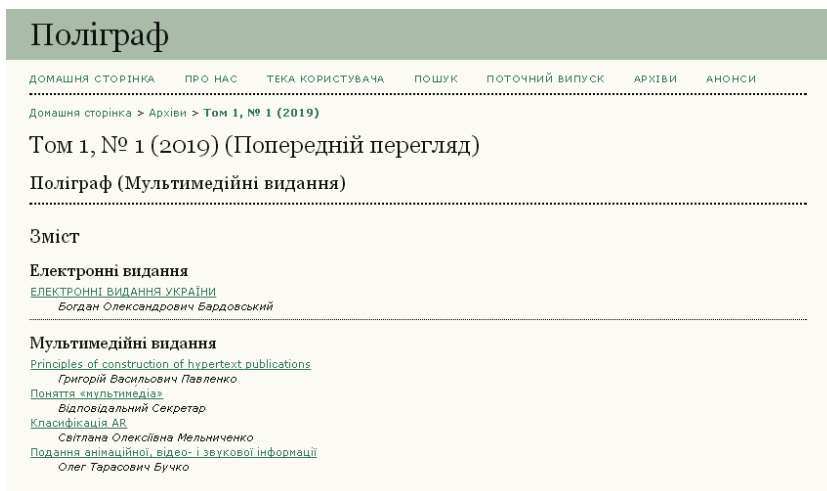 Поліграф
ДОМАШНЯ СТОРІНКА ПРО НАС ТЕКА КОРИСТУВАЧА ПОШУК ПОТОЧНИЙ ВИПУСК АРХІВИ АНОНСИ
Домашня сторінка > Архіви > Том 1, № 1 (2019)
Том 1, № 1 (2019) (Попередній перегляд)
Поліграф (Мультимедійні видання)
Зміст
Електронні видання
ЕЛЕКТРОННІ ВИДАННЯ УКРАЇНИ
Богдан Олександрович Бардовський
Мультимедійні видання
Principles of construction of hypertext publications
Григорій Васильович Павленко
Поняття «мультиме́діа»
Відповідальний Секретар
Класифікація AR
Світлана Олексіївна Мельниченко
Подання анімаційної, відео- і звукової інформації
Олег Тарасович Бучко